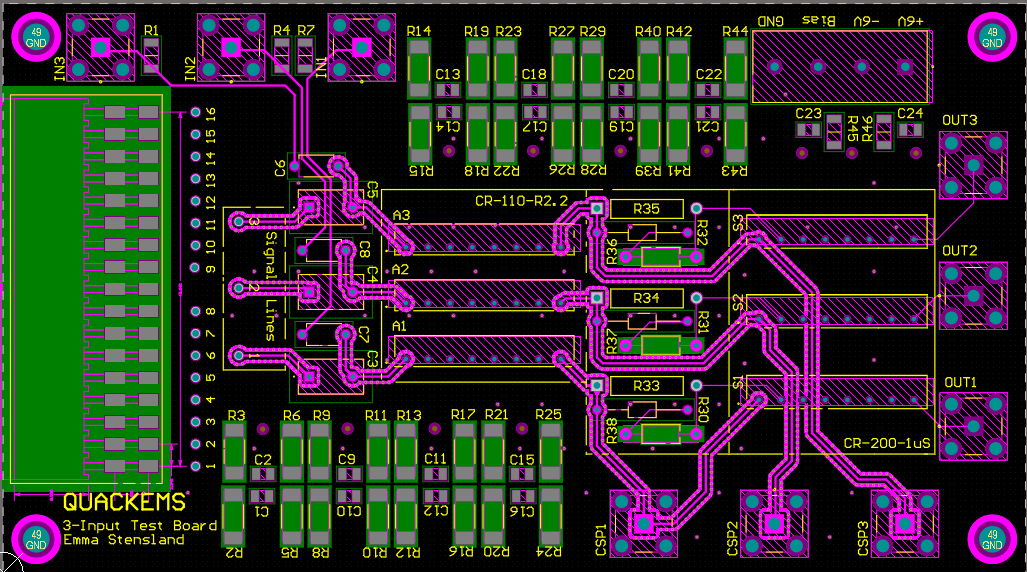 49
GND
IN3
R1
IN2
R4 R7
IN1
R14 R19 R23 R27 R29 R40 R42 R44
GND Bias -6V +6V
49
GND
C13 C18 C20 C22
C14 C17 C19 C21
C23 R45 R46 C24
OUT3
R15 R18 R22 R26 R28 R39 R41 R43
16
15
14
13
12
11
10
9
8
7
6
5
4
3
2
1
C6
C5
3
Signal Lines
C8
C4
2
C7
C3
1
CR-110-R2.2
A3
A2
A1
R35
R32
R36
R34
R31
R37
R33
R30
R38
S3
S2
S1
OUT2
OUT1
CR-200-1uS
R3 R6 R9 R11 R13 R17 R21 R25
C2 C9 C11 C15
C1 C10 C12 C16
R2 R5 R8 R10 R12 R16 R20 R24
QUACKEMS
3-Input Test Board
Emma Stensland
49
GND
CSP1
CSP2
CSP3
49
GND